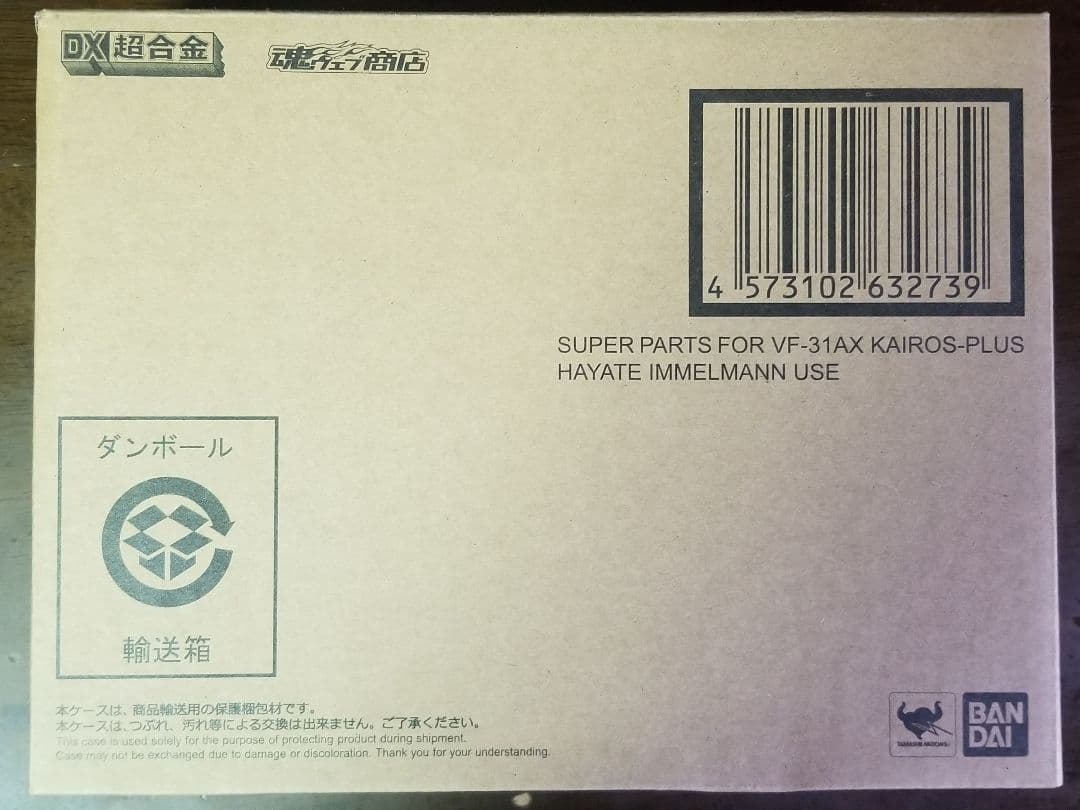 DX超合金
魂ウェブ商店
4 573102 632739
SUPER PARTS FOR VF-31AX KAIROS-PLUS
HAYATE IMMELMANN USE
ダンボール
輸送箱
本ケースは、商品輸送用の保護梱包材です。
本ケースは、つぶれ、汚れ等による交換は出来ません。ご了承ください。
This case is used solely for the purpose of protecting product during shipment.
Case may not be exchanged due to damage or discoloration. Thank you for your understanding.
TAMASHII NATIONS
BAN
DAI